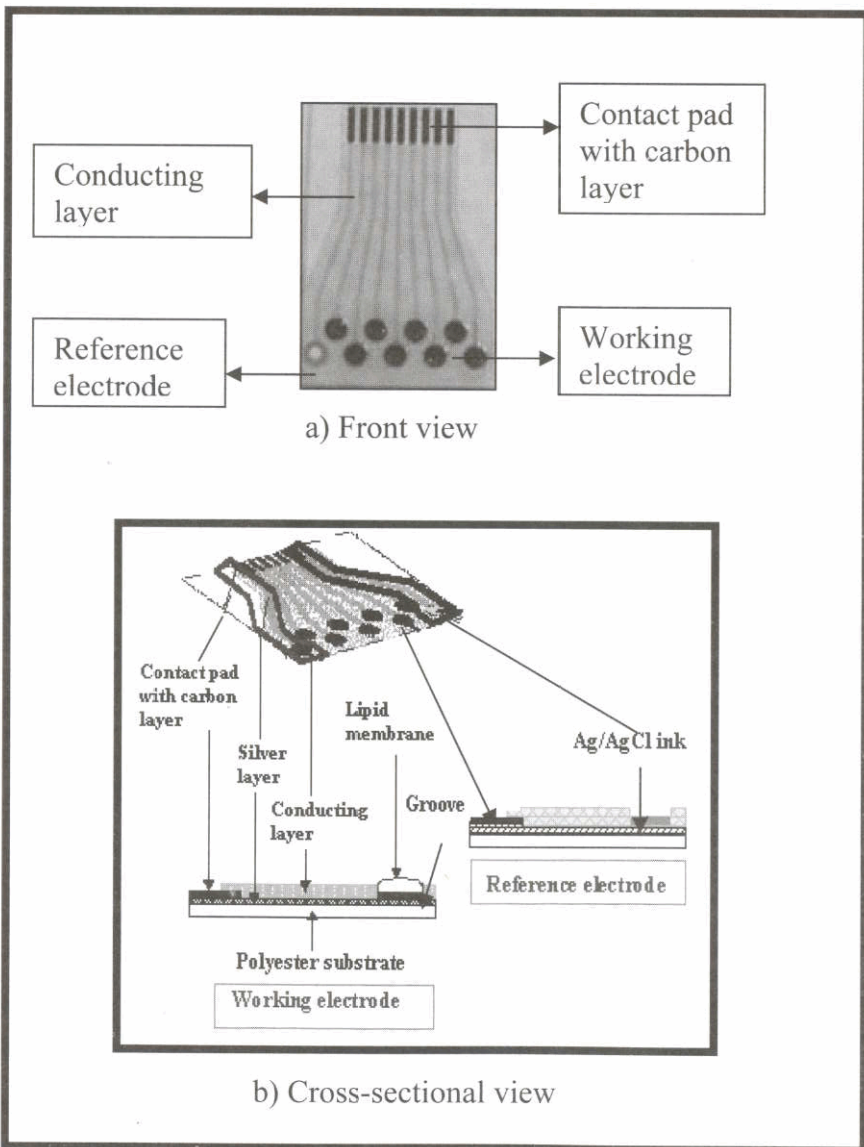 Contact pad
with carbon
layer
Conducting
layer
Reference
electrode
Working
electrode
a) Front view
Contact pad
with carbon
layer
Silver
layer
Conducting
layer
Lipid
membrane
Groove
Ag/AgCl ink
Reference electrode
Polyester substrate
Working electrode
b) Cross-sectional view